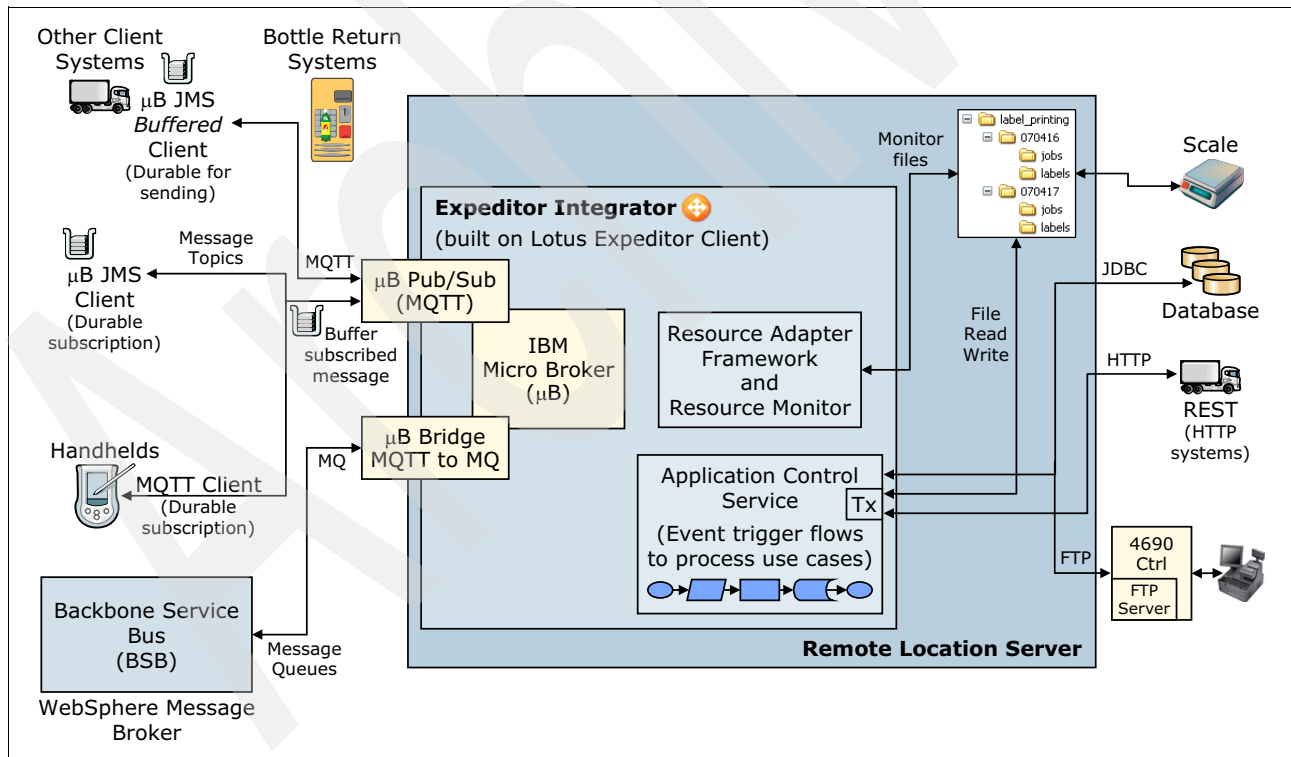 Other Client
Systems
μB JMS
Buffered
Client
(Durable for
sending)
Bottle Return
Systems
μB JMS
Client
(Durable
subscription)
Message
Topics
MQTT
Buffer
subscribed
message
Handhelds
MQTT Client
(Durable
subscription)
MQ
Backbone Service
Bus
(BSB)
Message
Queues
WebSphere Message
Broker
Expeditor Integrator
(built on Lotus Expeditor Client)
μB Pub/Sub
(MQTT)
IBM
Micro Broker
(μB)
μB Bridge
MQTT to MQ
Resource Adapter
Framework
and
Resource Monitor
Application Control
Service
Tx
(Event trigger flows
to process use cases)
Remote Location Server
Monitor
files
label_printing
070416
jobs
labels
070417
jobs
labels
File
Read
Write
Scale
JDBC
Database
HTTP
REST
(HTTP
systems)
FTP
4690
Ctrl
FTP
Server